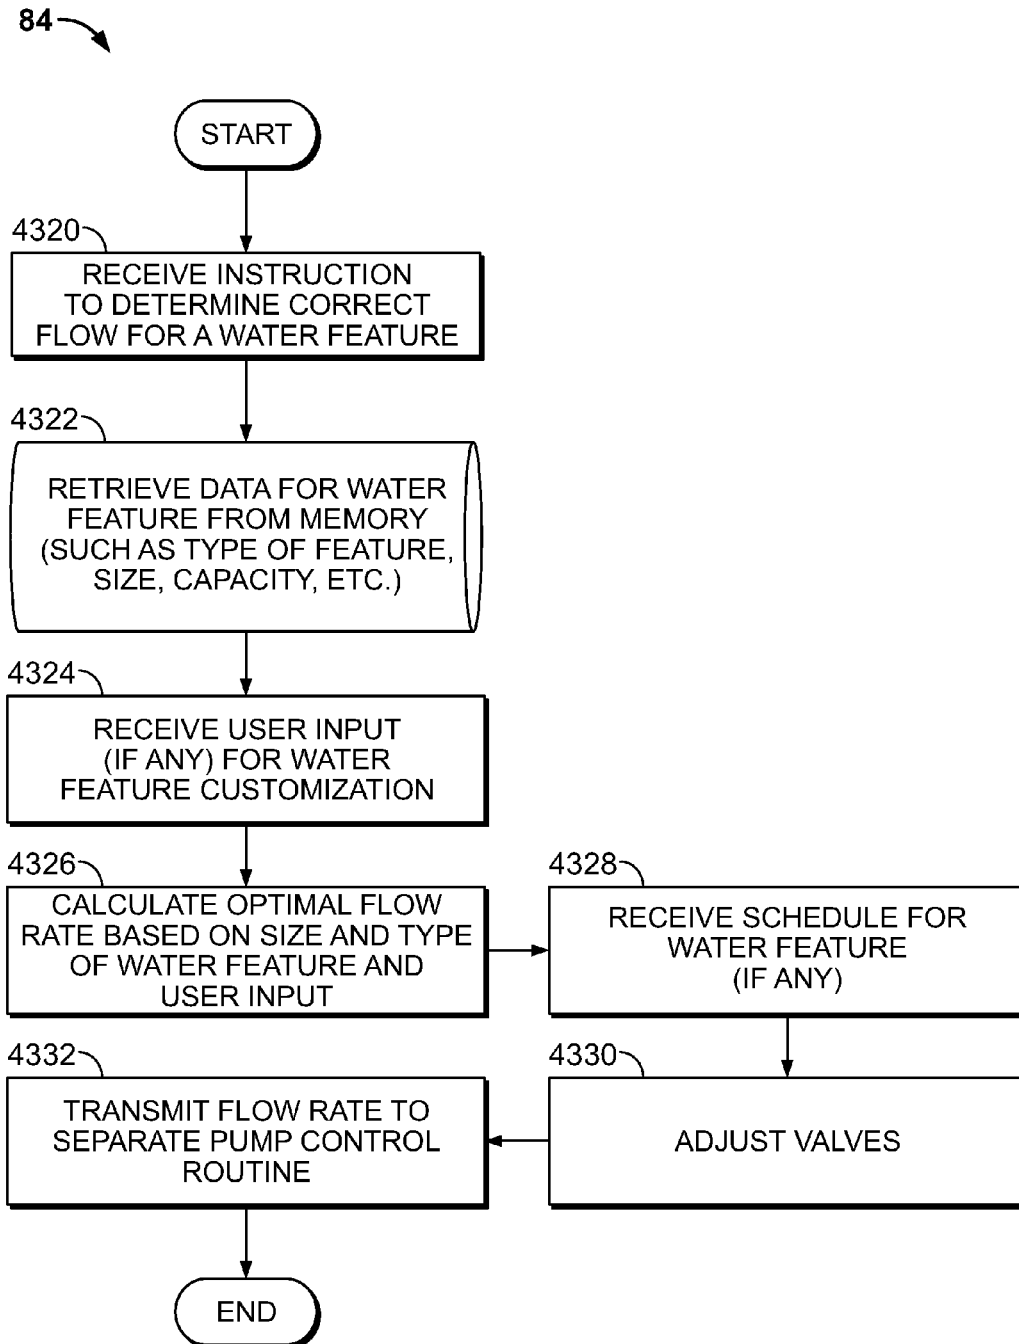 84
START
4320
RECEIVE INSTRUCTION
TO DETERMINE CORRECT
FLOW FOR A WATER FEATURE
4322
RETRIEVE DATA FOR WATER
FEATURE FROM MEMORY
(SUCH AS TYPE OF FEATURE,
SIZE, CAPACITY, ETC.)
4324
RECEIVE USER INPUT
(IF ANY) FOR WATER
FEATURE CUSTOMIZATION
4326
CALCULATE OPTIMAL FLOW
RATE BASED ON SIZE AND TYPE
OF WATER FEATURE AND
USER INPUT
4328
RECEIVE SCHEDULE FOR
WATER FEATURE
(IF ANY)
4330
ADJUST VALVES
4332
TRANSMIT FLOW RATE TO
SEPARATE PUMP CONTROL
ROUTINE
END